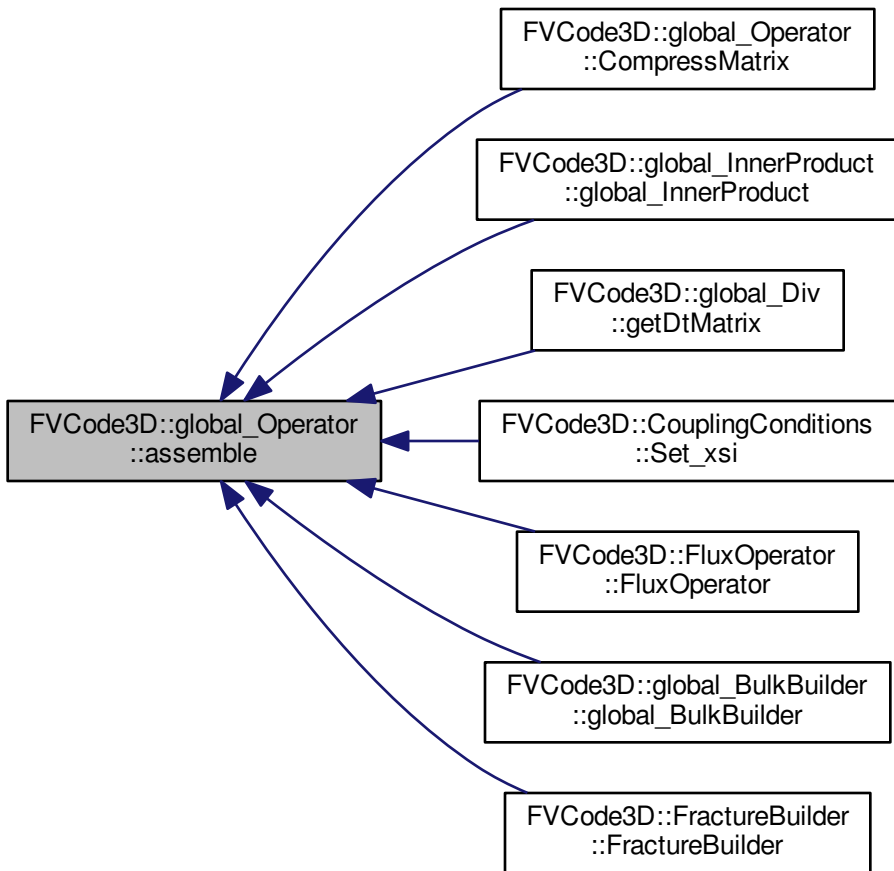 FVCode3D::global_Operator
::CompressMatrix
FVCode3D::global_InnerProduct
::global_InnerProduct
FVCode3D::global_Div
::getDtMatrix
FVCode3D::global_Operator
::assemble
FVCode3D::CouplingConditions
::Set_xsi
FVCode3D::FluxOperator
::FluxOperator
FVCode3D::global_BulkBuilder
::global_BulkBuilder
FVCode3D::FractureBuilder
::FractureBuilder